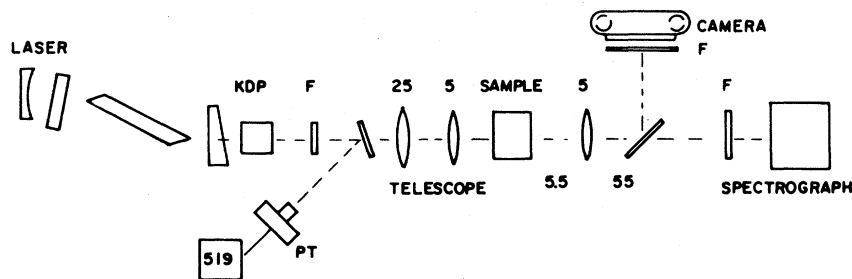 CAMERA
F
LASER
KDP F 25 5 SAMPLE 5 F
TELESCOPE 5.5 55 SPECTROGRAPH
PT
519